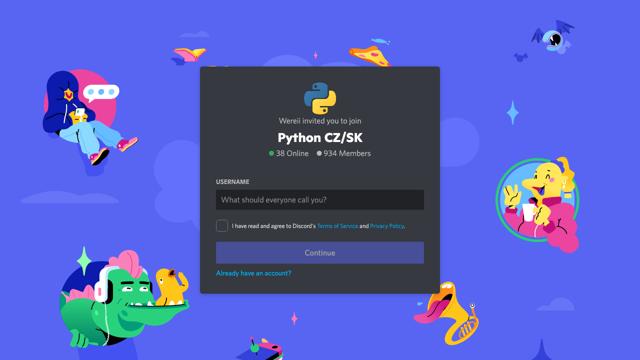 Wereii invited you to join
Python CZ/SK
38 Online 934 Members
USERNAME
What should everyone call you?
I have read and agree to Discord's Terms of Service and Privacy Policy.
Continue
Already have an account?